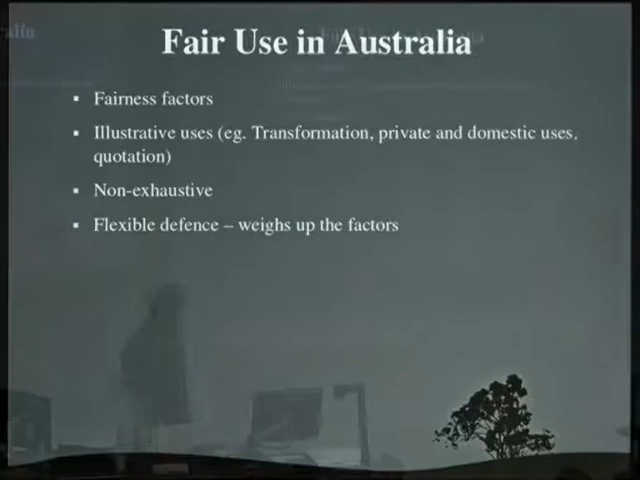 Fair Use in Australia
▪ Fairness factors
▪ Illustrative uses (eg. Transformation, private and domestic uses,
quotation)
▪ Non-exhaustive
▪ Flexible defence – weighs up the factors